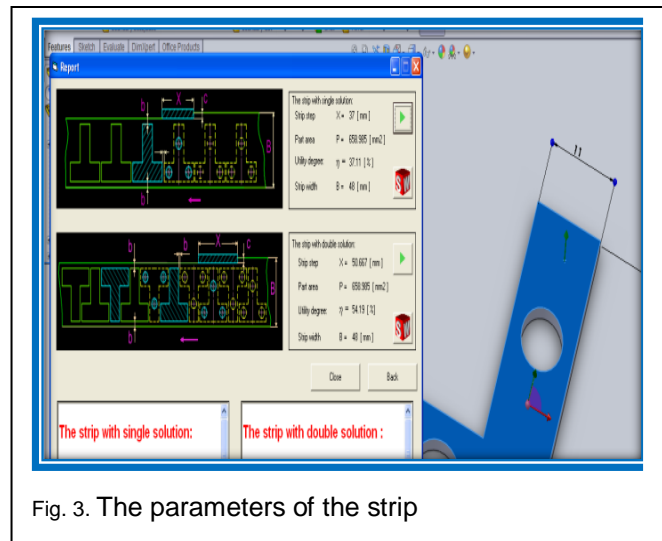 Features Sketch Evaluate DimXpert Office Products
Report
The strip with single solution:
Strip step X = 37 [ mm ]
Part area P = 658.985 [ mm2 ]
Utility degree: η = 37.11 [ % ]
Strip width B = 48 [ mm ]
b X c
B
b
The strip with double solution:
Strip step X = 50.667 [ mm ]
Part area P = 658.985 [ mm2 ]
Utility degree: η = 54.19 [ % ]
Strip width B = 48 [ mm ]
b b X c
B
b
Close Back
The strip with single solution:
The strip with double solution :
11
Fig. 3. The parameters of the strip